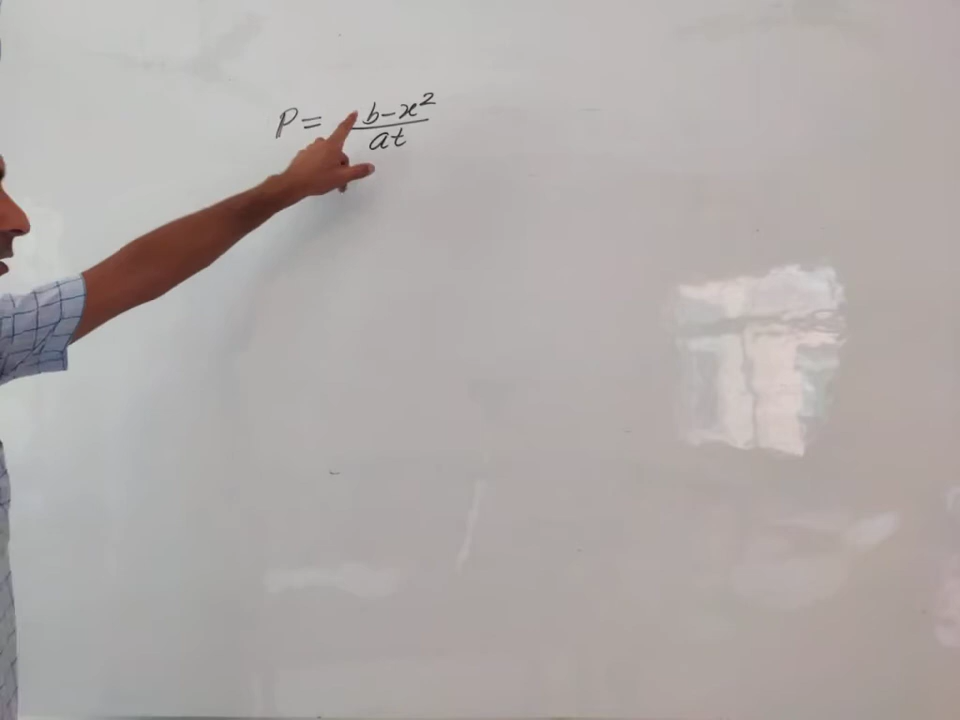 P = b-x²/at